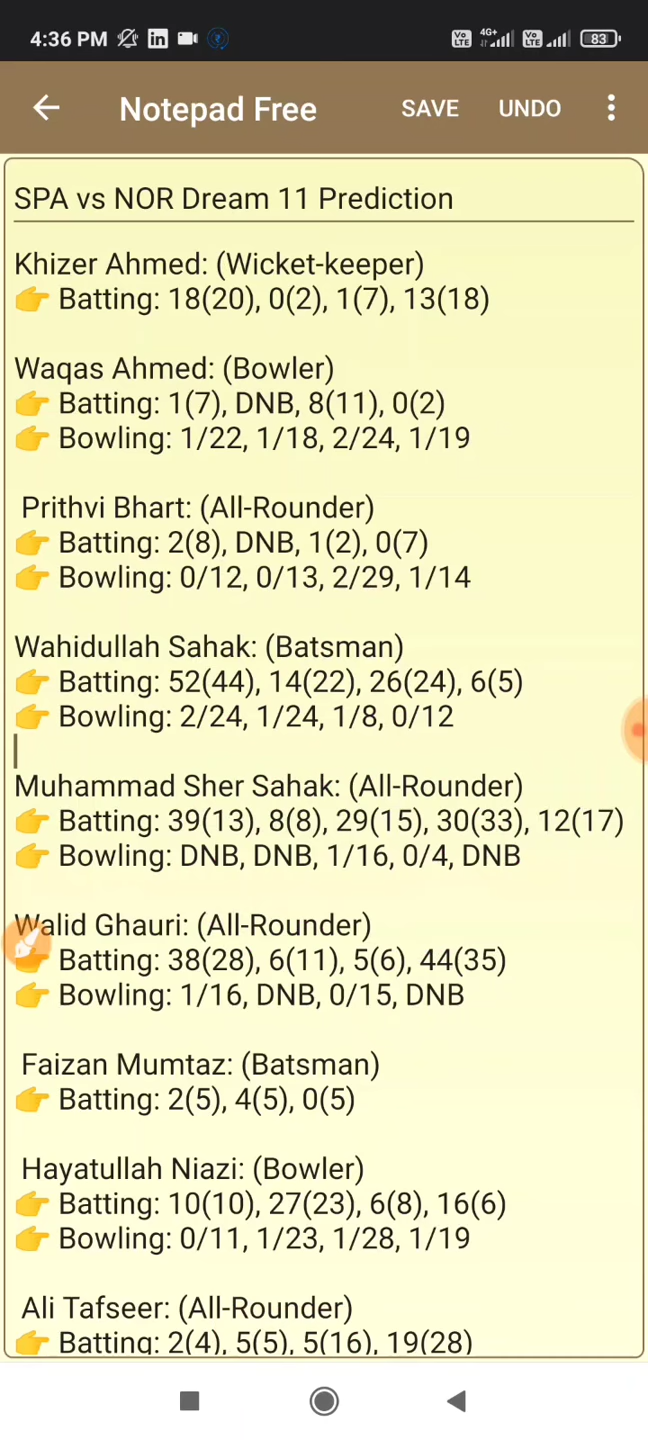 4:36 PM
Vo LTE 4G+ Vo LTE 83
Notepad Free SAVE UNDO
SPA vs NOR Dream 11 Prediction
Khizer Ahmed: (Wicket-keeper)
👉 Batting: 18(20), 0(2), 1(7), 13(18)
Waqas Ahmed: (Bowler)
👉 Batting: 1(7), DNB, 8(11), 0(2)
👉 Bowling: 1/22, 1/18, 2/24, 1/19
Prithvi Bhart: (All-Rounder)
👉 Batting: 2(8), DNB, 1(2), 0(7)
👉 Bowling: 0/12, 0/13, 2/29, 1/14
Wahidullah Sahak: (Batsman)
👉 Batting: 52(44), 14(22), 26(24), 6(5)
👉 Bowling: 2/24, 1/24, 1/8, 0/12
Muhammad Sher Sahak: (All-Rounder)
👉 Batting: 39(13), 8(8), 29(15), 30(33), 12(17)
👉 Bowling: DNB, DNB, 1/16, 0/4, DNB
Walid Ghauri: (All-Rounder)
👉 Batting: 38(28), 6(11), 5(6), 44(35)
👉 Bowling: 1/16, DNB, 0/15, DNB
Faizan Mumtaz: (Batsman)
👉 Batting: 2(5), 4(5), 0(5)
Hayatullah Niazi: (Bowler)
👉 Batting: 10(10), 27(23), 6(8), 16(6)
👉 Bowling: 0/11, 1/23, 1/28, 1/19
Ali Tafseer: (All-Rounder)
👉 Batting: 2(4), 5(5), 5(16), 19(28)